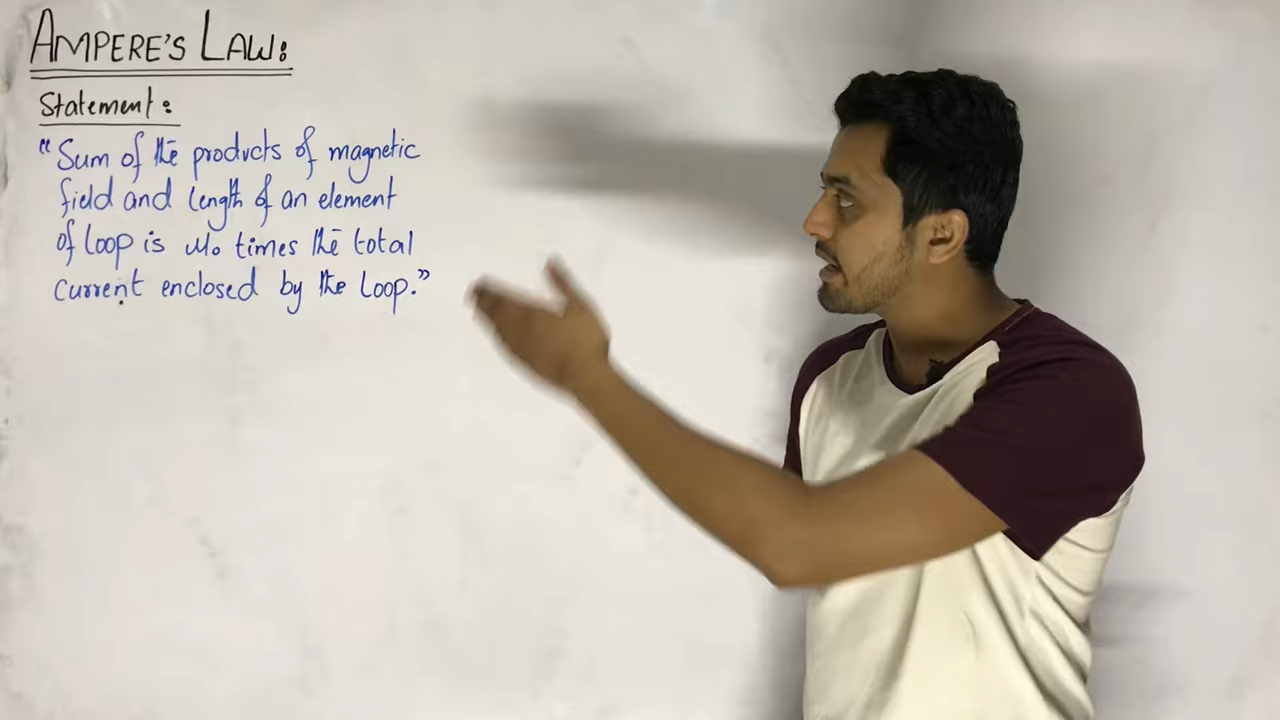 AMPERE'S LAW:
Statement:
"Sum of the products of magnetic
field and length of an element
of loop is μo times the total
current enclosed by the loop."